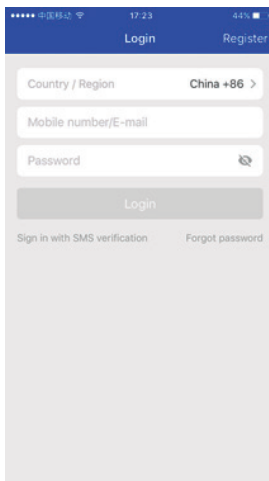 中国移动 17:23 44%
Login Register
Country / Region China +86 >
Mobile number/E-mail
Password
Login
Sign in with SMS verification Forgot password